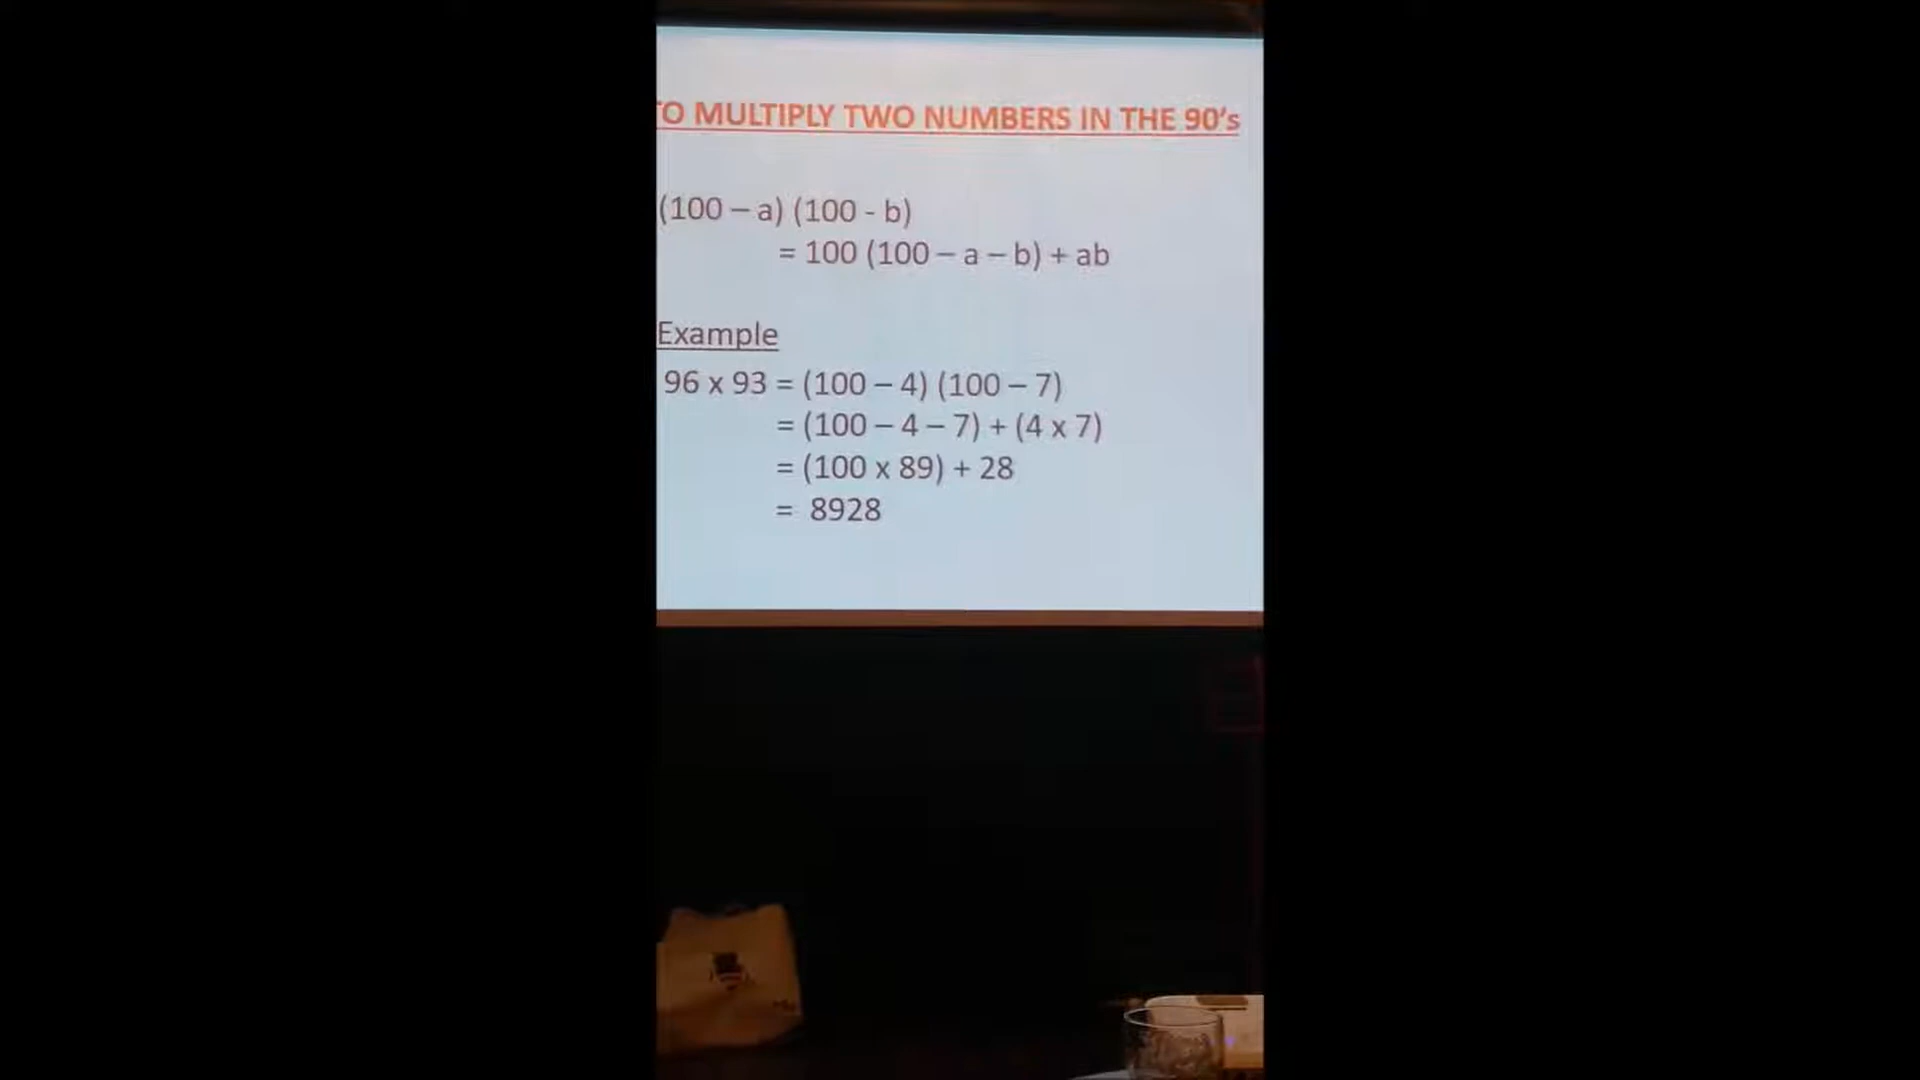 O MULTIPLY TWO NUMBERS IN THE 90's
(100 – a) (100 - b)
= 100 (100 – a – b) + ab
Example
96 x 93 = (100 – 4) (100 – 7)
= (100 – 4 – 7) + (4 x 7)
= (100 x 89) + 28
= 8928